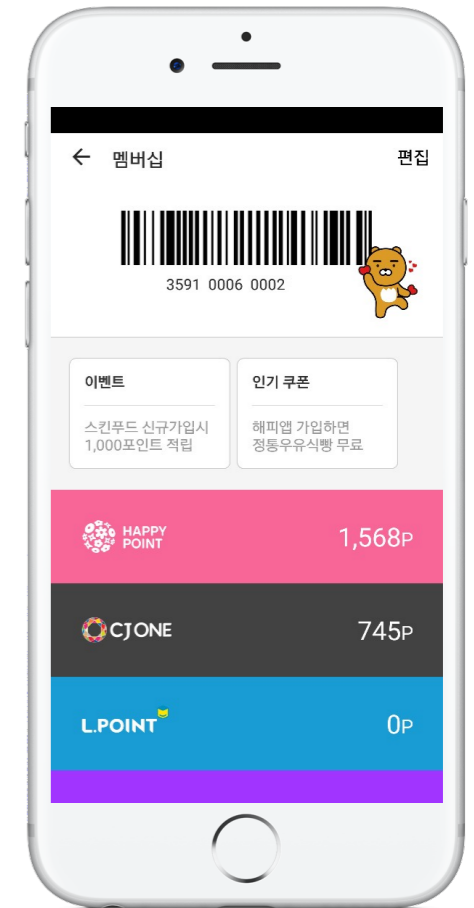 멤버십
편집
3591 0006 0002
이벤트
스킨푸드 신규가입시
1,000포인트 적립
인기 쿠폰
해피앱 가입하면
정통우유식빵 무료
HAPPY
POINT
1,568P
CJ ONE
745P
L.POINT
0P